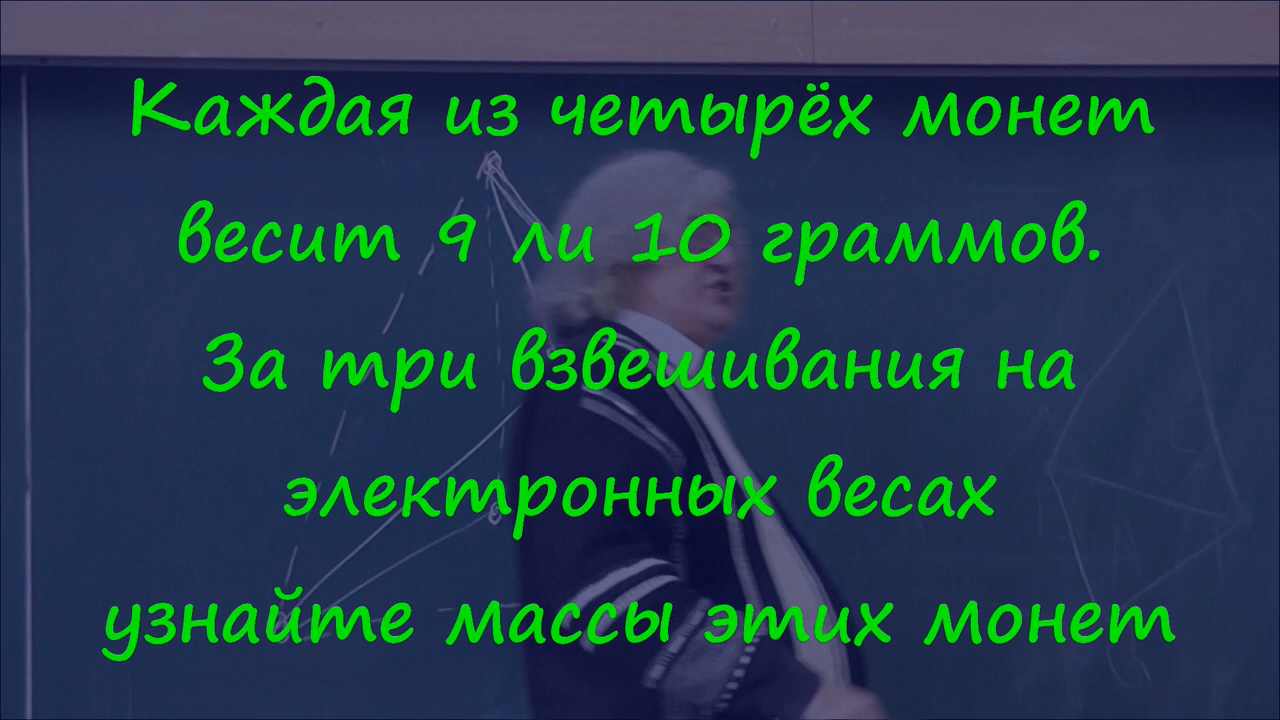 Каждая из четырёх монет
весит 9 ли 10 граммов.
За три взвешивания на
электронных весах
узнайте массы этих монет